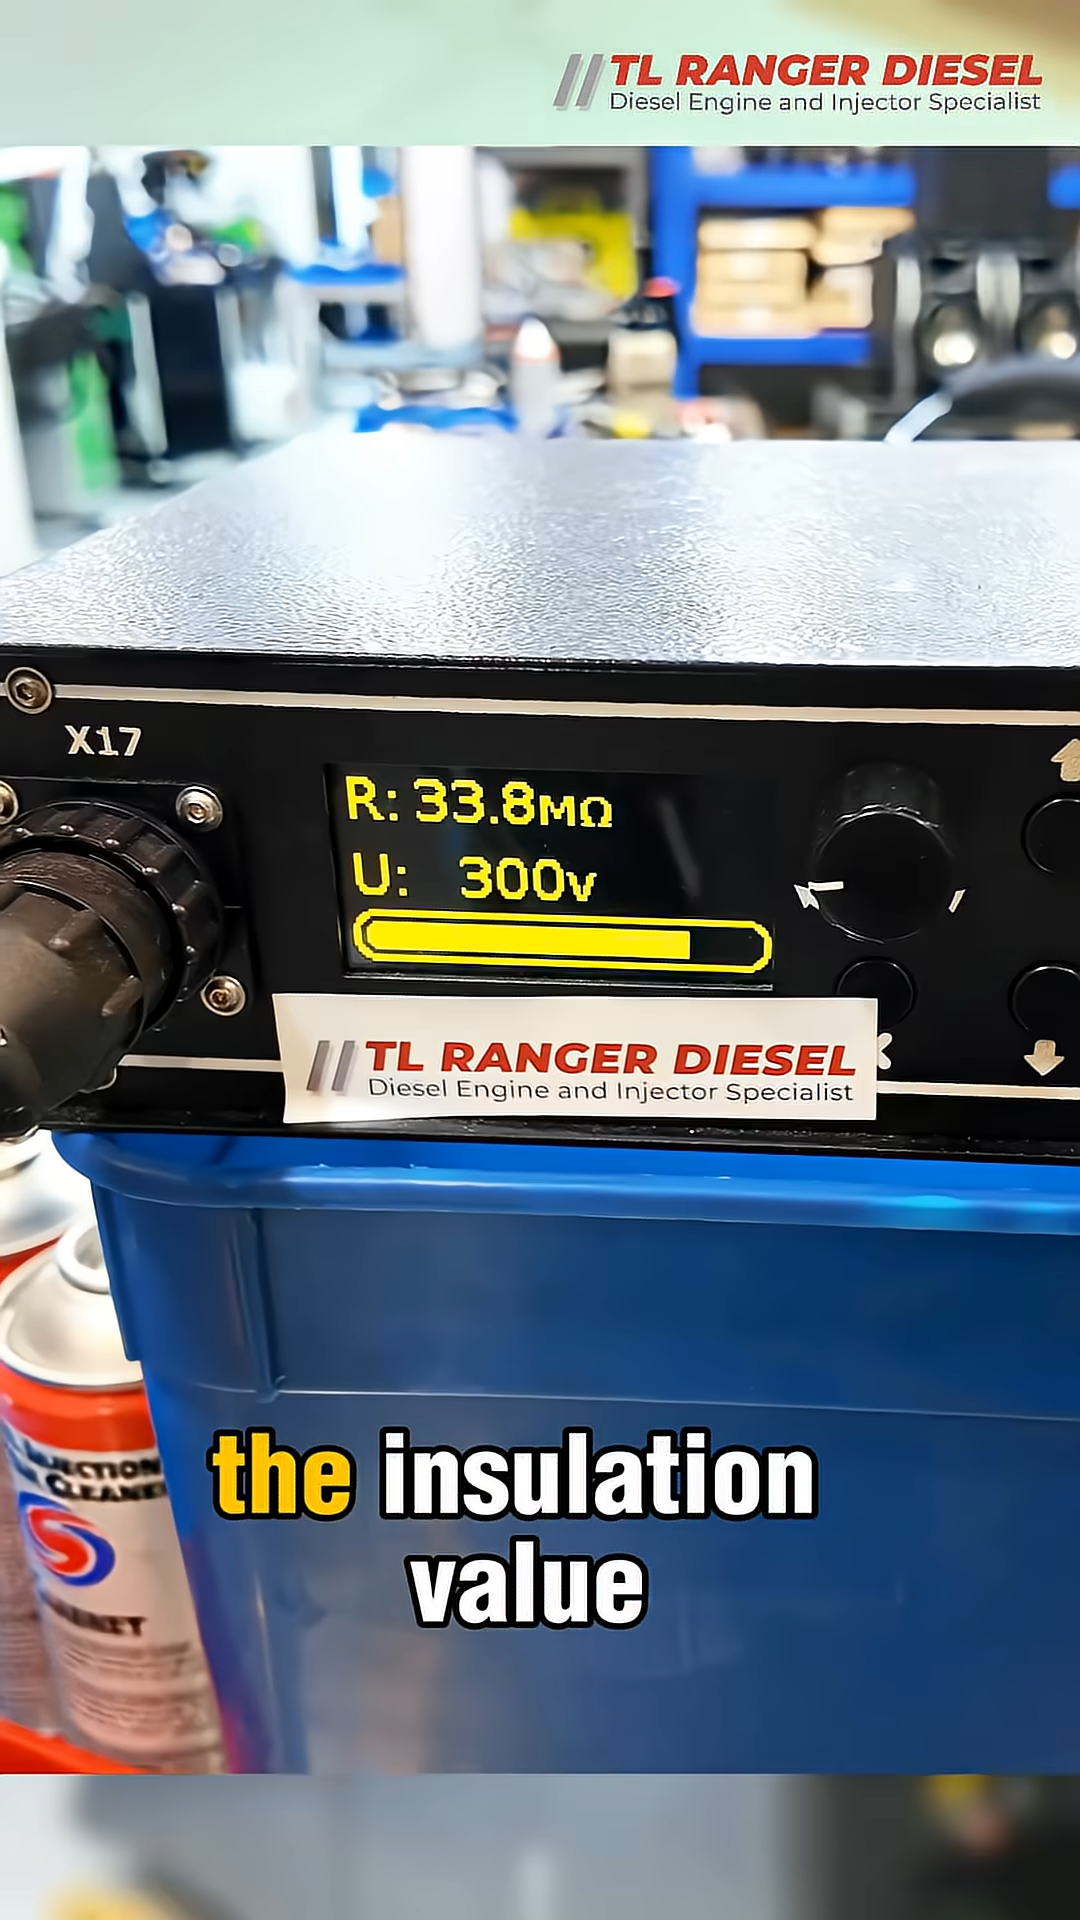 TL RANGER DIESEL
Diesel Engine and Injector Specialist
X17
R: 33.8MΩ
U: 300v
TL RANGER DIESEL
Diesel Engine and Injector Specialist
the insulation
value